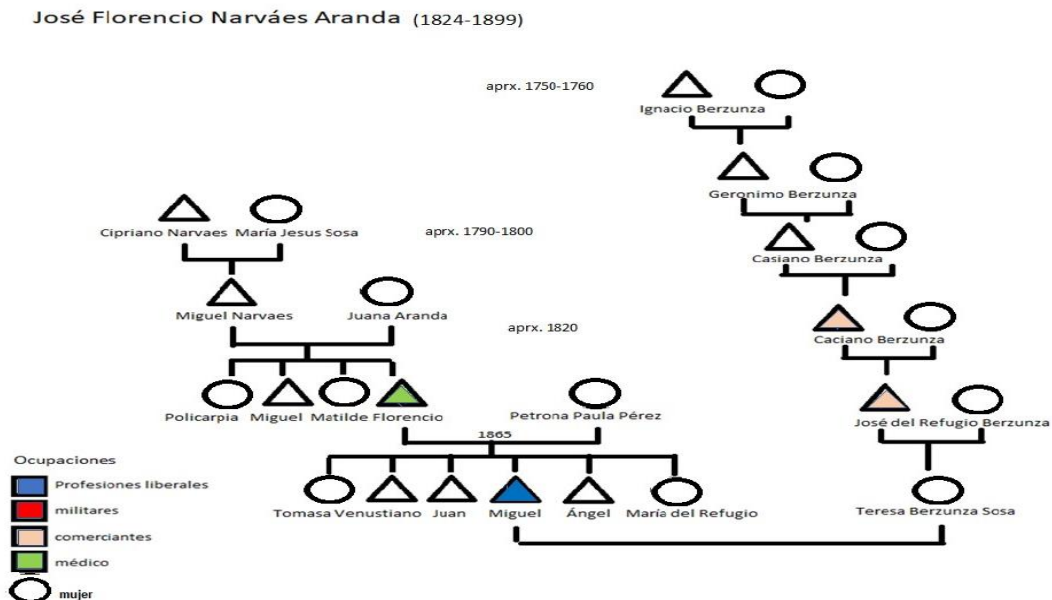 José Florencio Narváes Aranda (1824-1899)
aprx. 1750-1760
Ignacio Berzunza
Geronimo Berzunza
Cipriano Narvaes María Jesus Sosa
aprx. 1790-1800
Casiano Berzunza
Miguel Narvaes Juana Aranda
aprx. 1820
Caciano Berzunza
Policarpia Miguel Matilde Florencio
Petrona Paula Pérez
José del Refugio Berzunza
1865
Ocupaciones
Profesiones liberales
militares
comerciantes
médico
mujer
Tomasa Venustiano Juan Miguel Ángel María del Refugio
Teresa Berzunza Sosa